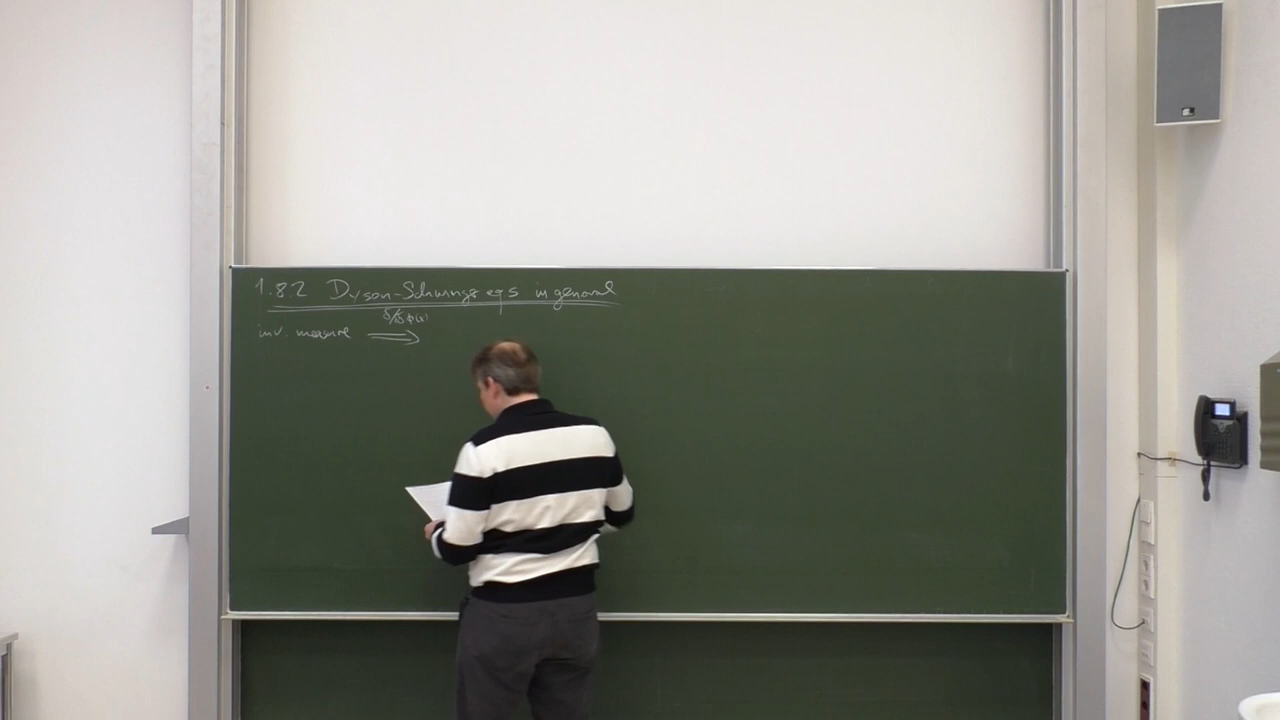 1.8.2 Dyson-Schwinger eqs in general
δ/δφ(x)
inv. measure ⟹